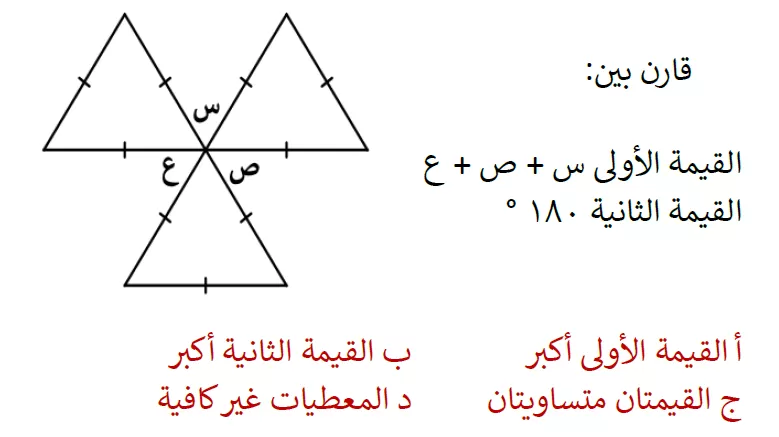 قارن بين:
القيمة الأولى س + ص + ع
القيمة الثانية ١٨٠ °
س
ع ص
أ القيمة الأولى أكبر ب القيمة الثانية أكبر
ج القيمتان متساويتان د المعطيات غير كافية